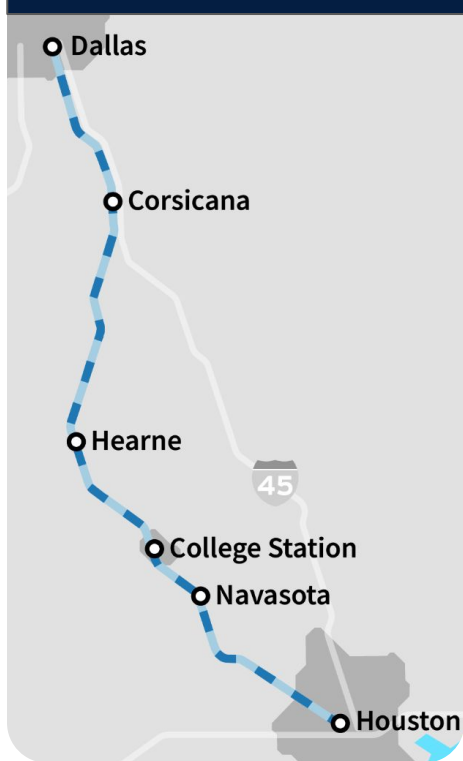 Dallas
Corsicana
Hearne
45
College Station
Navasota
Houston